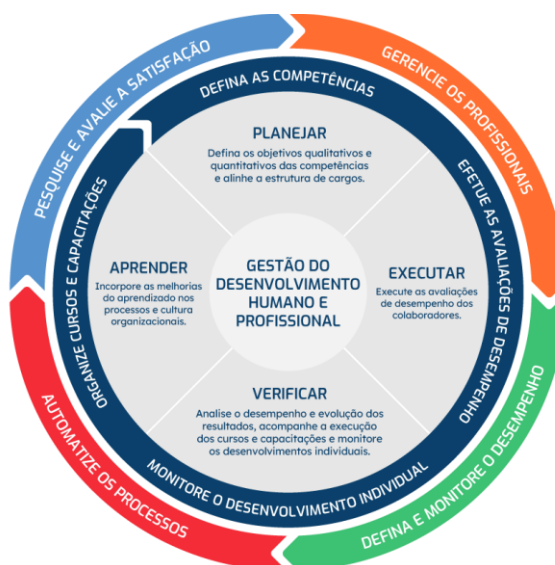 PESQUISE E AVALIE A SATISFAÇÃO
GERENCIE OS PROFISSIONAIS
DEFINA AS COMPETÊNCIAS
PLANEJAR
Defina os objetivos qualitativos e
quantitativos das competências
e alinhe a estrutura de cargos.
ORGANIZE CURSOS E CAPACITAÇÕES
EFETUE AS AVALIAÇÕES DE DESEMPENHO
APRENDER
Incorpore as melhorias
do aprendizado nos
processos e cultura
organizacionais.
GESTÃO DO
DESENVOLVIMENTO
HUMANO E
PROFISSIONAL
EXECUTAR
Execute as avaliações
de desempenho dos
colaboradores.
VERIFICAR
Analise o desempenho e evolução dos
resultados, acompanhe a execução
dos cursos e capacitações e monitore
os desenvolvimentos individuais.
MONITORE O DESENVOLVIMENTO INDIVIDUAL
AUTOMATIZE OS PROCESSOS
DEFINA E MONITORE O DESEMPENHO